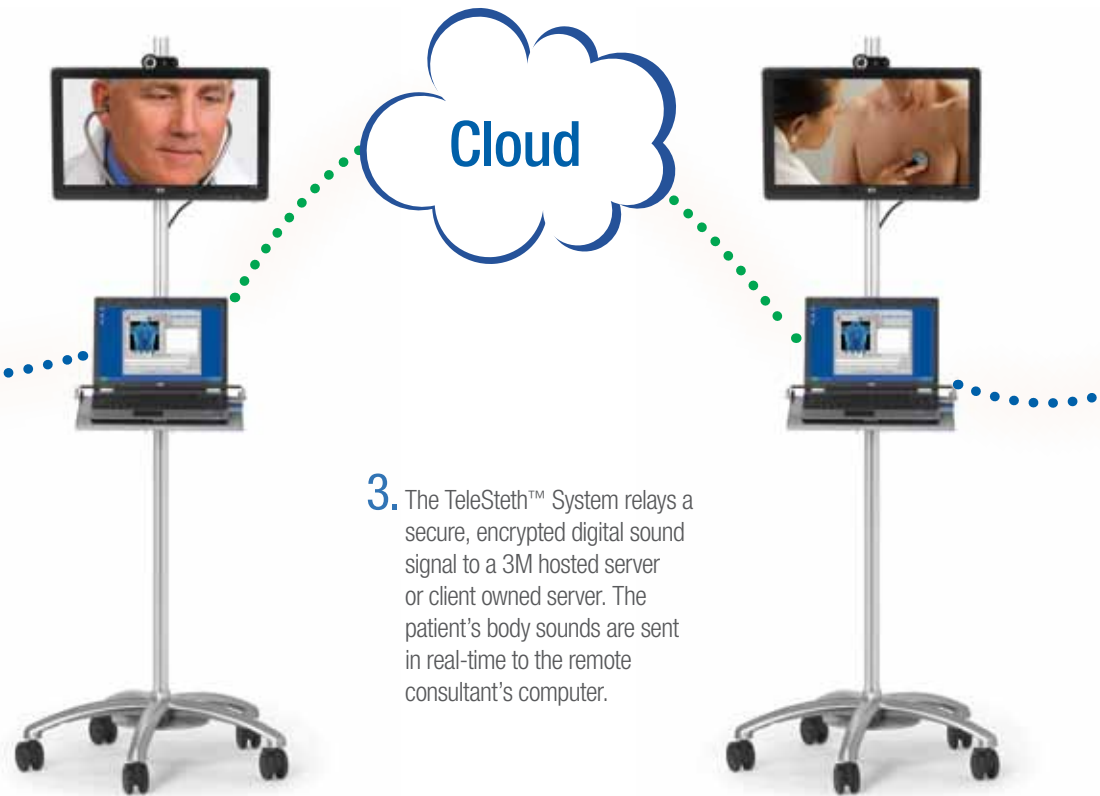 Cloud
3. The TeleSteth™ System relays a
secure, encrypted digital sound
signal to a 3M hosted server
or client owned server. The
patient’s body sounds are sent
in real-time to the remote
consultant’s computer.